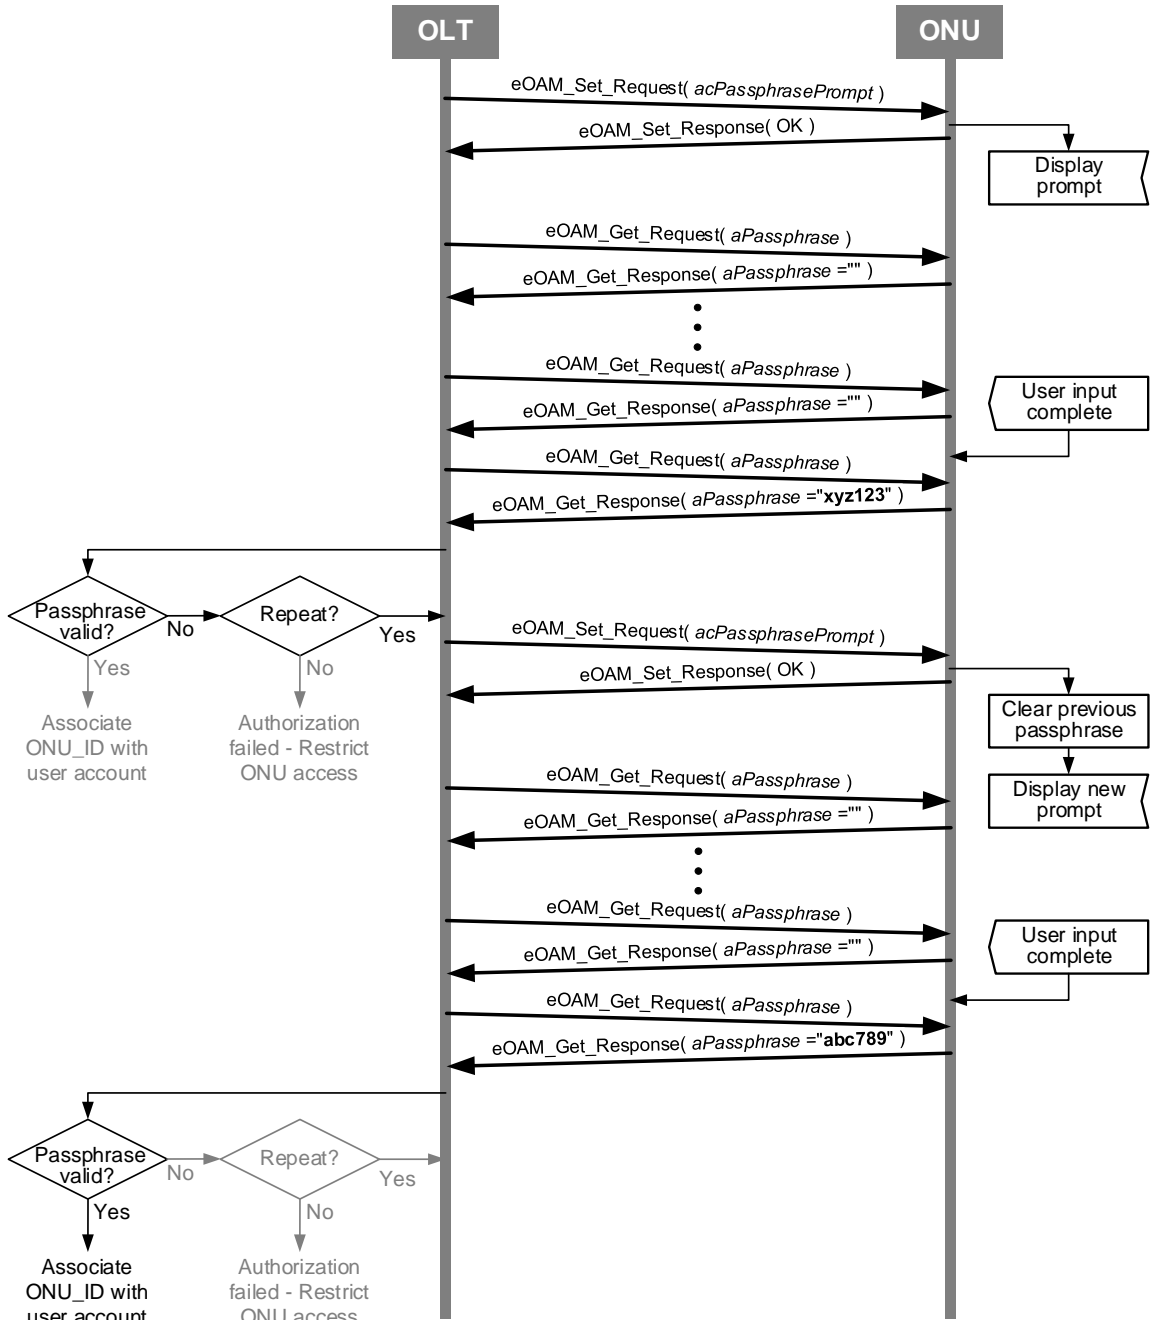 OLT
ONU
eOAM_Set_Request( acPassphrasePrompt )
eOAM_Set_Response( OK )
Display
prompt
eOAM_Get_Request( aPassphrase )
eOAM_Get_Response( aPassphrase ="" )
eOAM_Get_Request( aPassphrase )
eOAM_Get_Response( aPassphrase ="" )
User input
complete
eOAM_Get_Request( aPassphrase )
eOAM_Get_Response( aPassphrase ="xyz123" )
Passphrase
valid?
No
Repeat?
Yes
Yes
No
Associate
ONU_ID with
user account
Authorization
failed - Restrict
ONU access
eOAM_Set_Request( acPassphrasePrompt )
eOAM_Set_Response( OK )
Clear previous
passphrase
Display new
prompt
eOAM_Get_Request( aPassphrase )
eOAM_Get_Response( aPassphrase ="" )
eOAM_Get_Request( aPassphrase )
eOAM_Get_Response( aPassphrase ="" )
User input
complete
eOAM_Get_Request( aPassphrase )
eOAM_Get_Response( aPassphrase ="abc789" )
Passphrase
valid?
No
Repeat?
Yes
Yes
No
Associate
ONU_ID with
user account
Authorization
failed - Restrict
ONU access